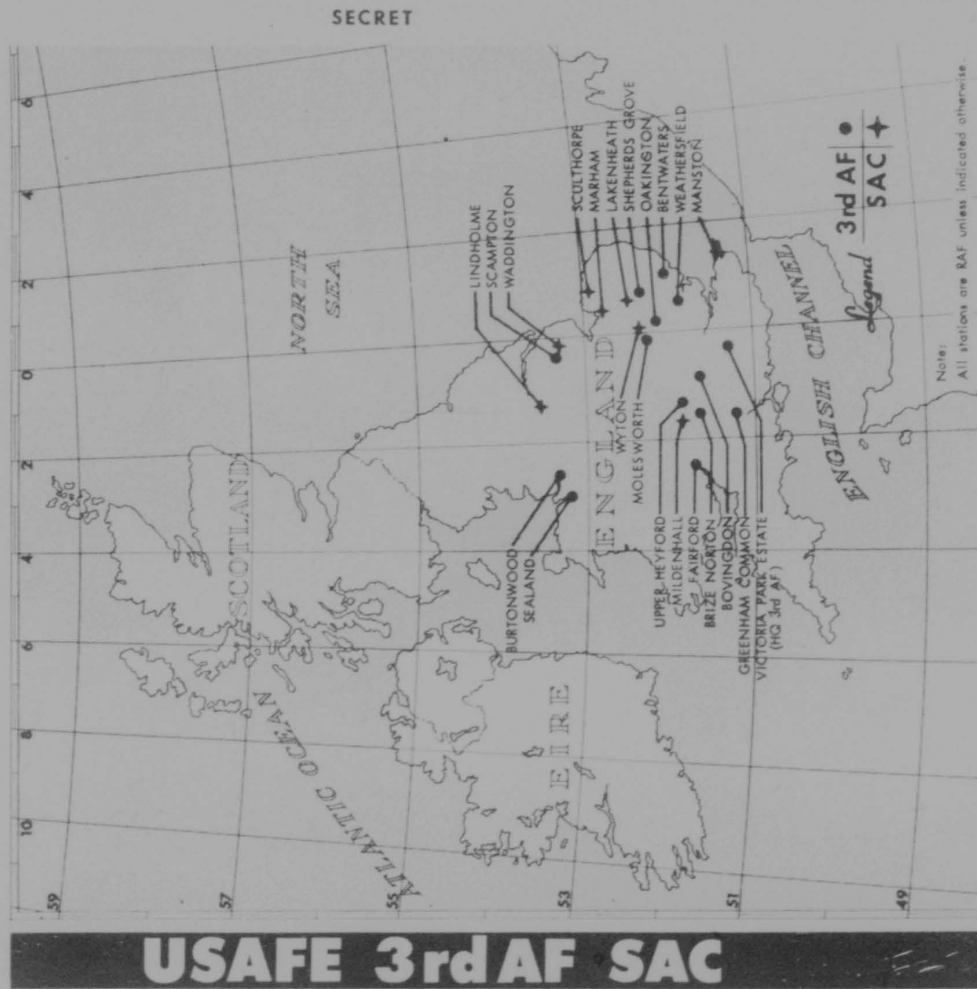 SECRET
6
4
2
0
2
4
6
8
10
59
57
55
53
51
49
NORTH
SEA
SCOTLAND
ATLANTIC OCEAN
EIRE
ENGLAND
ENGLISH CHANNEL
LINDHOLME
SCAMPTON
WADDINGTON
SCULTHORPE
MARHAM
LAKENHEATH
SHEPHERDS GROVE
OAKINGTON
BENTWATERS
WEATHERSFIELD
MANSTON
WYTON
MOLESWORTH
BURTONWOOD
SEALAND
UPPER HEYFORD
MILDENHALL
FAIRFORD
BRIZE NORTON
BOVINGDON
GREENHAM COMMON
VICTORIA PARK ESTATE
(HQ 3rd AF)
Legend
3rd AF
SAC
Note:
All stations are RAF unless indicated otherwise.
USAFE 3rd AF SAC